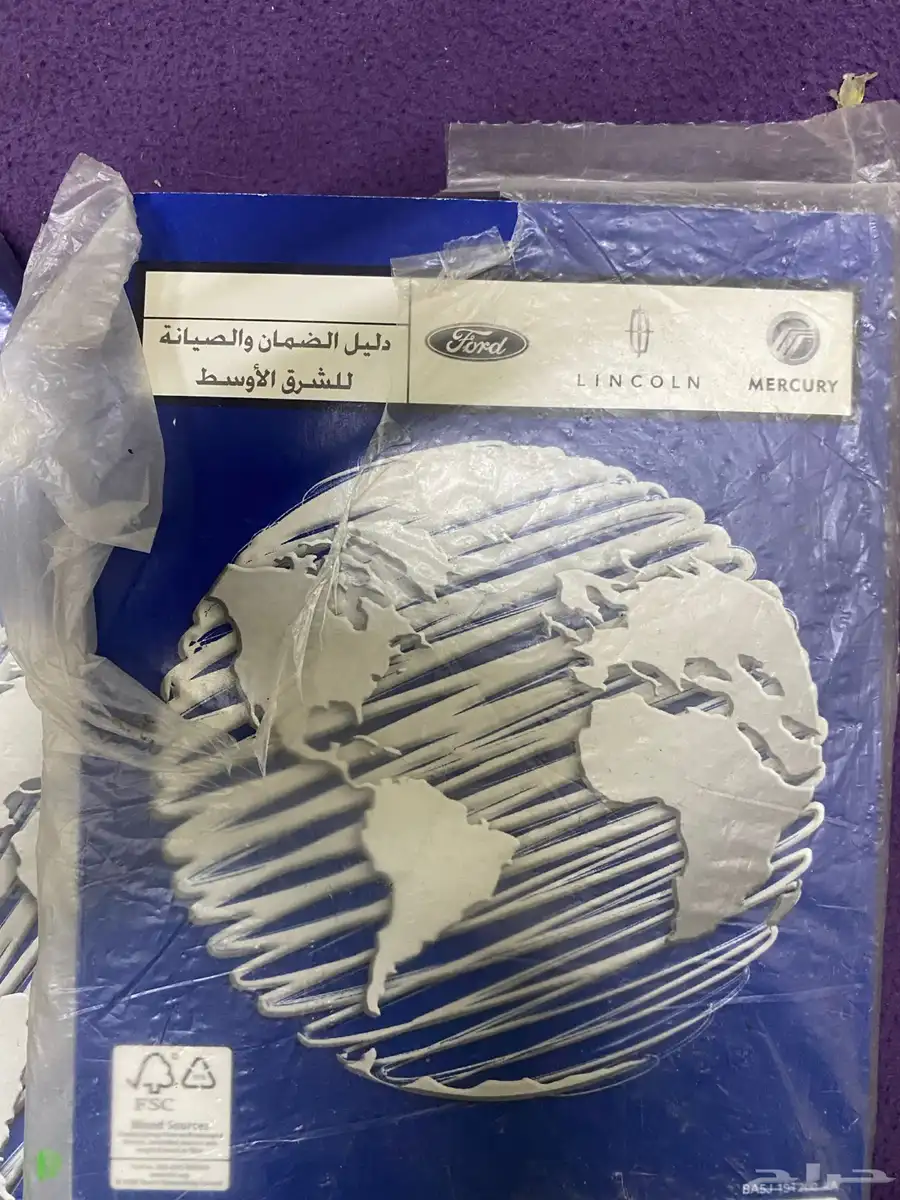 دليل الضمان والصيانة
للشرق الأوسط
Ford
LINCOLN
MERCURY
FSC
Mixed Sources
حراج